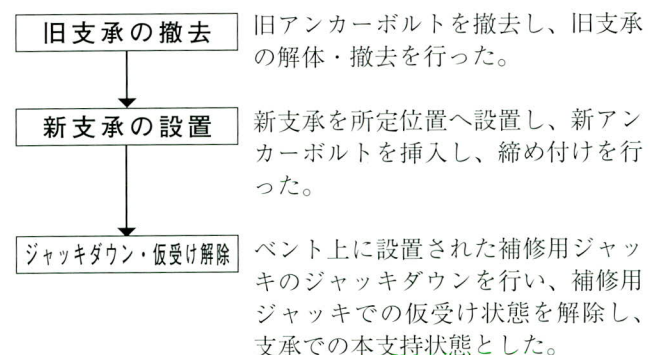 旧支承の撤去
旧アンカーボルトを撤去し、旧支承
の解体・撤去を行った。
新支承の設置
新支承を所定位置へ設置し、新アン
カーボルトを挿入し、締め付けを行
った。
ジャッキダウン・仮受け解除
ベント上に設置された補修用ジャッ
キのジャッキダウンを行い、補修用
ジャッキでの仮受け状態を解除し、
支承での本支持状態とした。